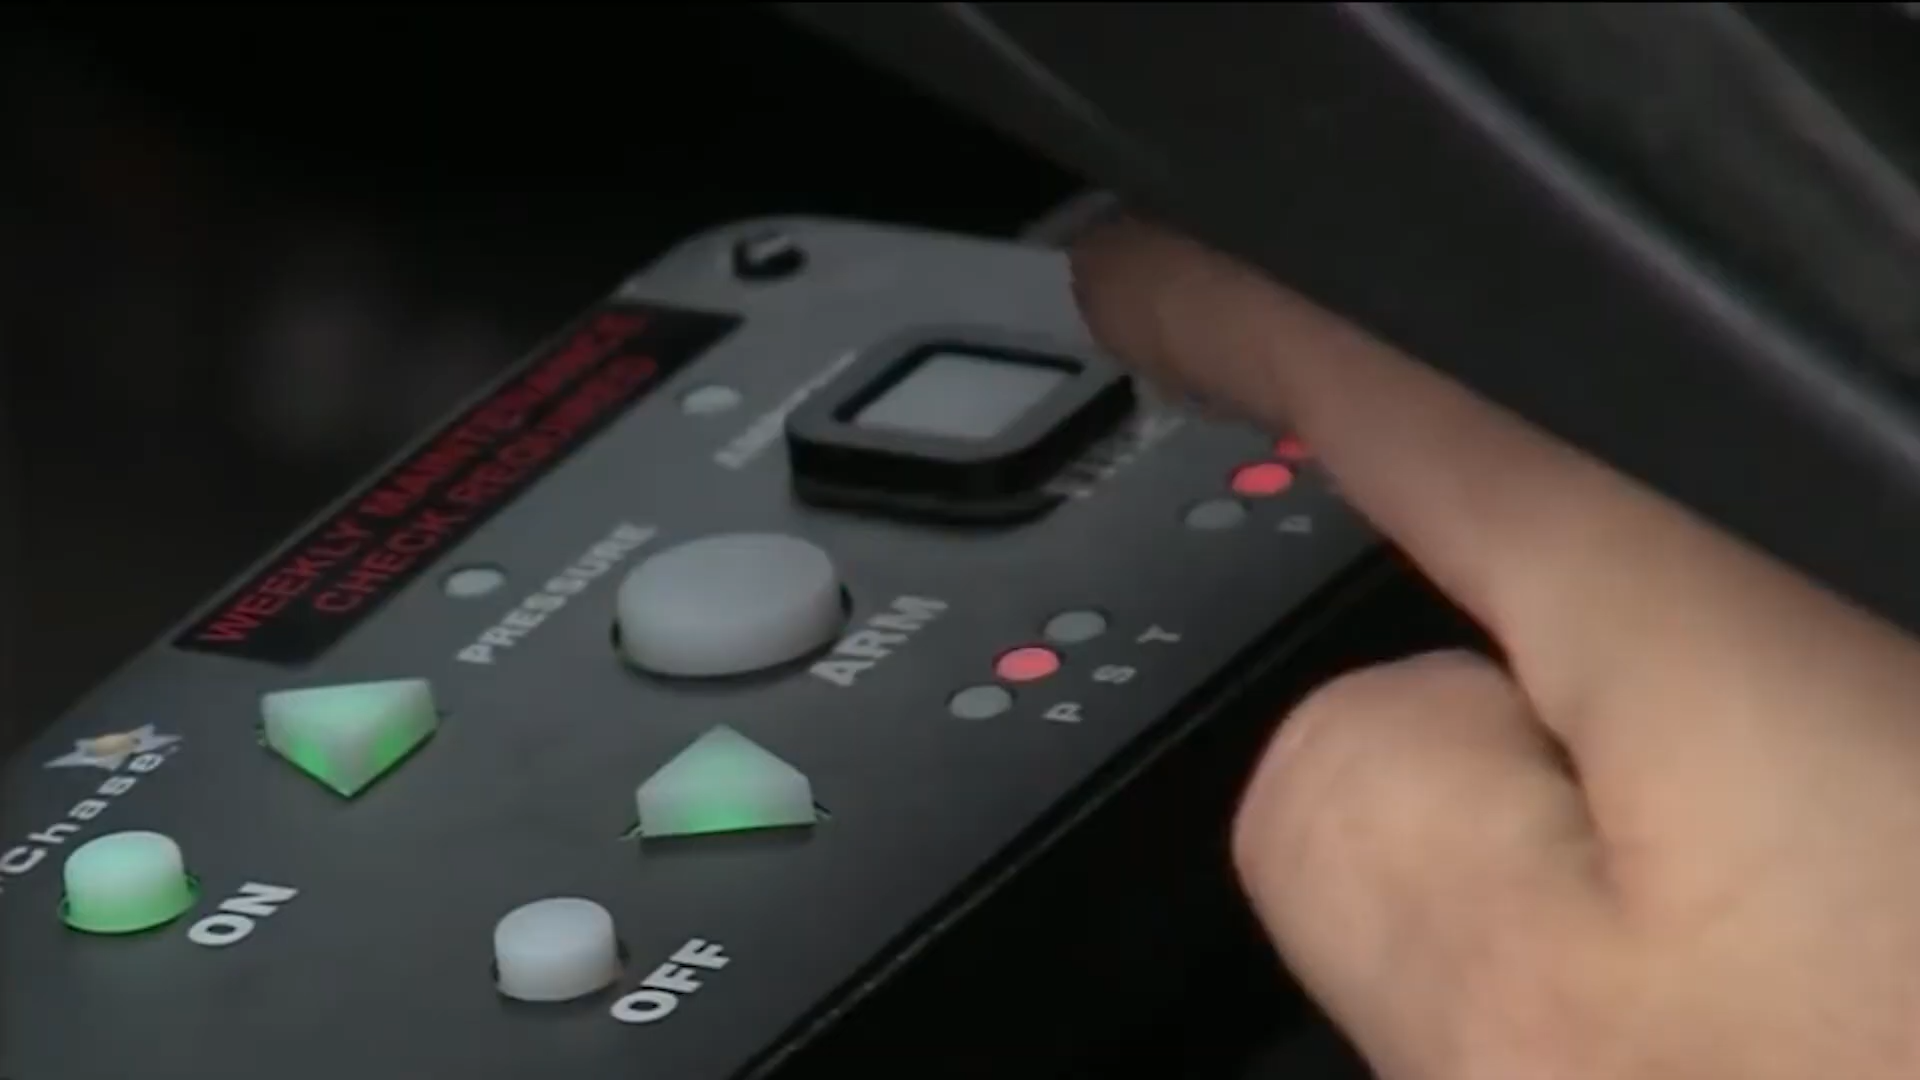 WEEKLY MAINTENANCE
CHECK REQUIRED
PRESSURE
ARM
P S T
P
Chase
ON
OFF